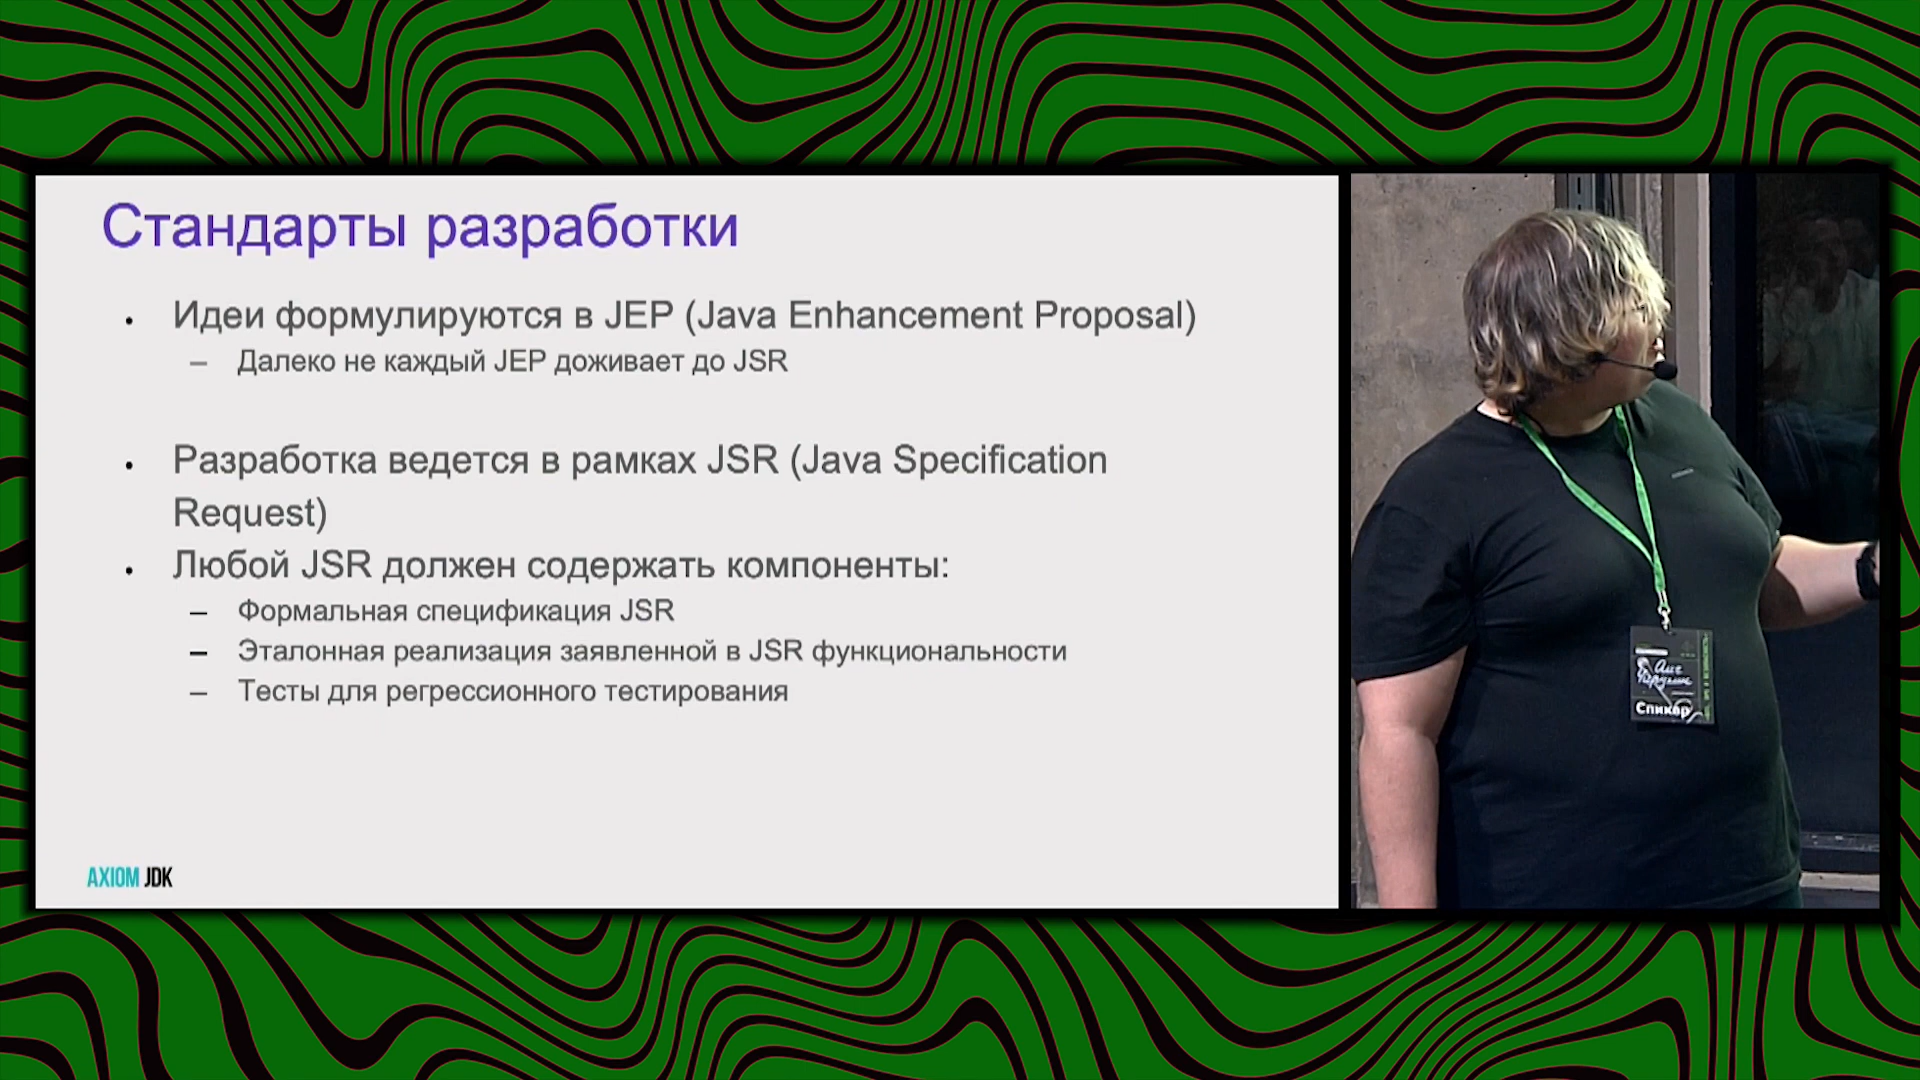 Стандарты разработки
• Идеи формулируются в JEP (Java Enhancement Proposal)
– Далеко не каждый JEP доживает до JSR
• Разработка ведется в рамках JSR (Java Specification
Request)
• Любой JSR должен содержать компоненты:
– Формальная спецификация JSR
– Эталонная реализация заявленной в JSR функциональности
– Тесты для регрессионного тестирования
AXIOM JDK
Спикер